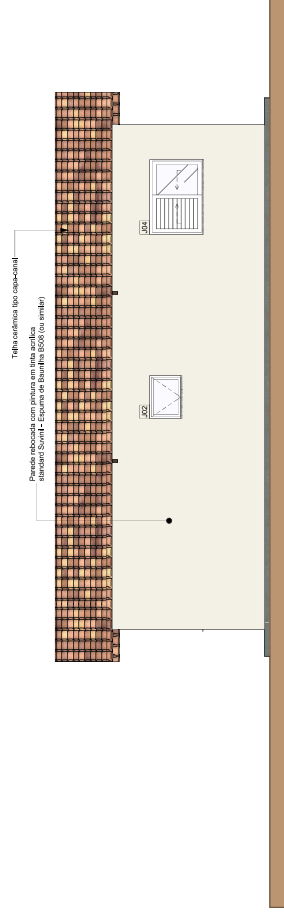 Telha cerâmica tipo capa-canal
Parede rebocada com pintura em tinta acrílica
standard Suvinil - Espuma de Baunilha B508 (ou similar)
J02
J04